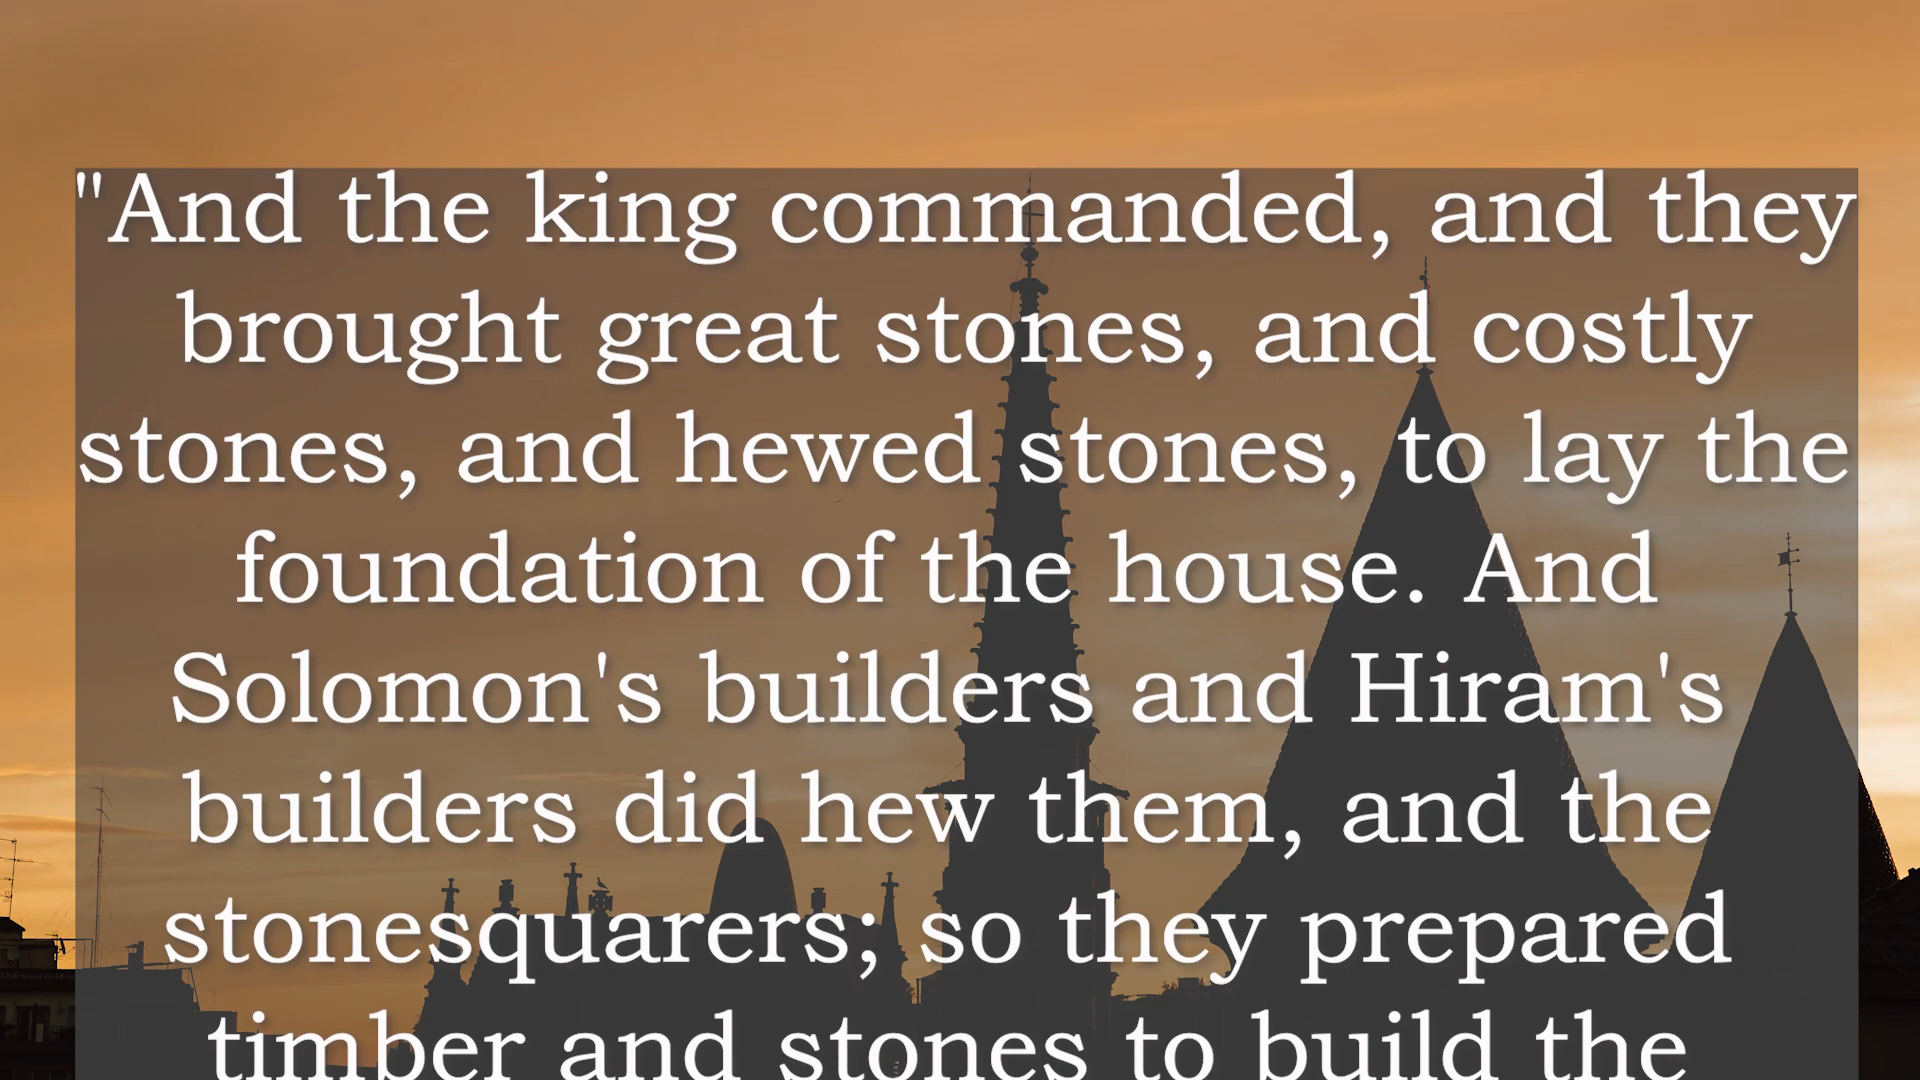 "And the king commanded, and they
brought great stones, and costly
stones, and hewed stones, to lay the
foundation of the house. And
Solomon's builders and Hiram's
builders did hew them, and the
stonesquarers; so they prepared
timber and stones to build the